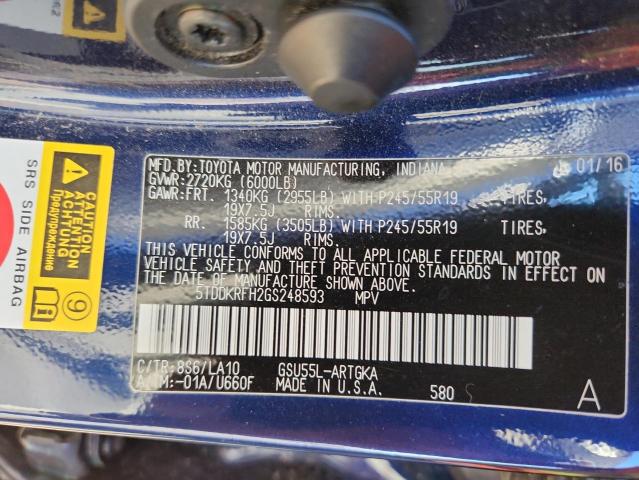 MFD.BY:TOYOTA MOTOR MANUFACTURING, INDIANA 01/16
GVWR:2720KG (6000LB)
GAWR:FRT. 1340KG (2955LB) WITH P245/55R19 TIRES,
19X7.5J RIMS.
RR. 1585KG (3505LB) WITH P245/55R19 TIRES,
19X7.5J RIMS.
THIS VEHICLE CONFORMS TO ALL APPLICABLE FEDERAL MOTOR
VEHICLE SAFETY AND THEFT PREVENTION STANDARDS IN EFFECT ON
THE DATE OF MANUFACTURE SHOWN ABOVE.
5TDDKRFH2GS248593 MPV
C/TR:8S6/LA10 GSU55L-ARTGKA
A/TM:-01A/U660F MADE IN U.S.A. 580 S A
SRS SIDE AIRBAG
CAUTION
ATTENTION
ACHTUNG
Предупреждение
9